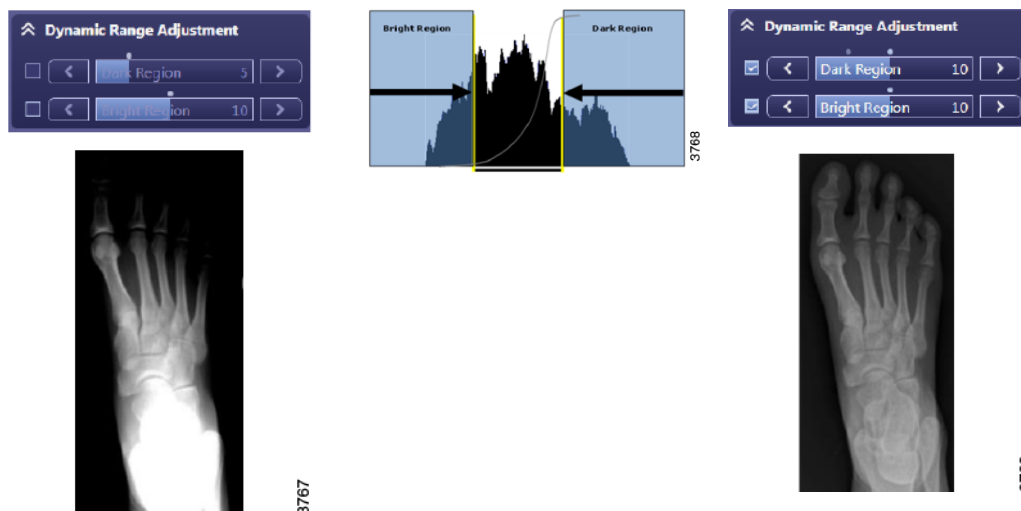 Dynamic Range Adjustment
Dark Region 5
Bright Region 10
3767
Bright Region
Dark Region
3768
Dynamic Range Adjustment
Dark Region 10
Bright Region 10